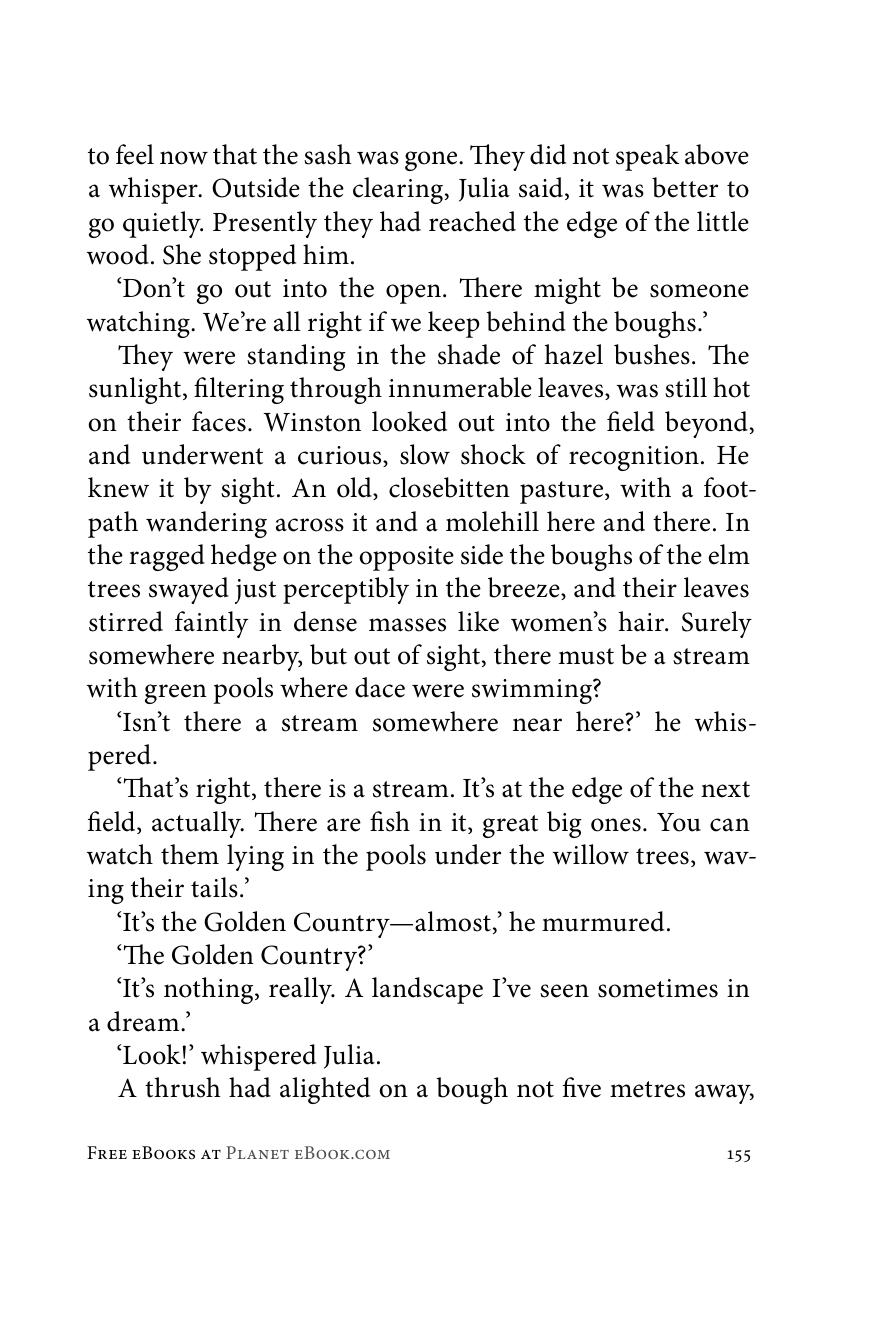 to feel now that the sash was gone. They did not speak above
a whisper. Outside the clearing, Julia said, it was better to
go quietly. Presently they had reached the edge of the little
wood. She stopped him.
‘Don’t go out into the open. There might be someone
watching. We’re all right if we keep behind the boughs.’
They were standing in the shade of hazel bushes. The
sunlight, filtering through innumerable leaves, was still hot
on their faces. Winston looked out into the field beyond,
and underwent a curious, slow shock of recognition. He
knew it by sight. An old, closebitten pasture, with a foot-
path wandering across it and a molehill here and there. In
the ragged hedge on the opposite side the boughs of the elm
trees swayed just perceptibly in the breeze, and their leaves
stirred faintly in dense masses like women’s hair. Surely
somewhere nearby, but out of sight, there must be a stream
with green pools where dace were swimming?
‘Isn’t there a stream somewhere near here?’ he whis-
pered.
‘That’s right, there is a stream. It’s at the edge of the next
field, actually. There are fish in it, great big ones. You can
watch them lying in the pools under the willow trees, wav-
ing their tails.’
‘It’s the Golden Country—almost,’ he murmured.
‘The Golden Country?’
‘It’s nothing, really. A landscape I’ve seen sometimes in
a dream.’
‘Look!’ whispered Julia.
A thrush had alighted on a bough not five metres away,
Free eBooks at Planet eBook.com 155